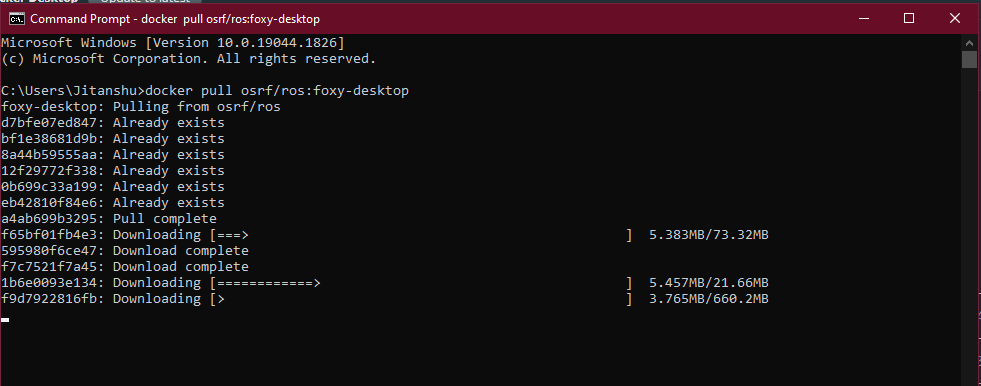 cker Desktop Update to latest
Command Prompt - docker pull osrf/ros:foxy-desktop
Microsoft Windows [Version 10.0.19044.1826]
(c) Microsoft Corporation. All rights reserved.
C:\Users\Jitanshu>docker pull osrf/ros:foxy-desktop
foxy-desktop: Pulling from osrf/ros
d7bfe07ed847: Already exists
bf1e38681d9b: Already exists
8a44b59555aa: Already exists
12f29772f338: Already exists
0b699c33a199: Already exists
eb42810f84e6: Already exists
a4ab699b3295: Pull complete
f65bf01fb4e3: Downloading [===> ] 5.383MB/73.32MB
595980f6ce47: Download complete
f7c7521f7a45: Download complete
1b6e0093e134: Downloading [============> ] 5.457MB/21.66MB
f9d7922816fb: Downloading [> ] 3.765MB/660.2MB